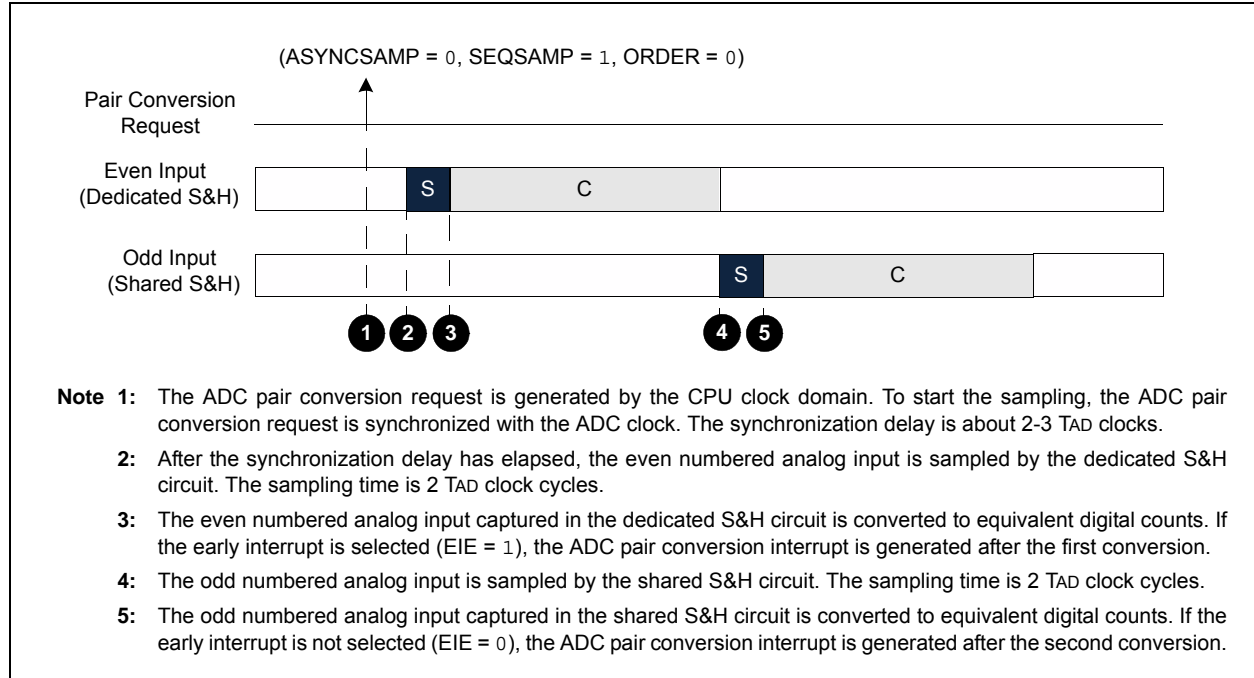 (ASYNCSAMP = 0, SEQSAMP = 1, ORDER = 0)
Pair Conversion
Request
Even Input
(Dedicated S&H)
S
C
Odd Input
(Shared S&H)
S
C
1
2
3
4
5
Note 1: The ADC pair conversion request is generated by the CPU clock domain. To start the sampling, the ADC pair
conversion request is synchronized with the ADC clock. The synchronization delay is about 2-3 TAD clocks.
2: After the synchronization delay has elapsed, the even numbered analog input is sampled by the dedicated S&H
circuit. The sampling time is 2 TAD clock cycles.
3: The even numbered analog input captured in the dedicated S&H circuit is converted to equivalent digital counts. If
the early interrupt is selected (EIE = 1), the ADC pair conversion interrupt is generated after the first conversion.
4: The odd numbered analog input is sampled by the shared S&H circuit. The sampling time is 2 TAD clock cycles.
5: The odd numbered analog input captured in the shared S&H circuit is converted to equivalent digital counts. If the
early interrupt is not selected (EIE = 0), the ADC pair conversion interrupt is generated after the second conversion.